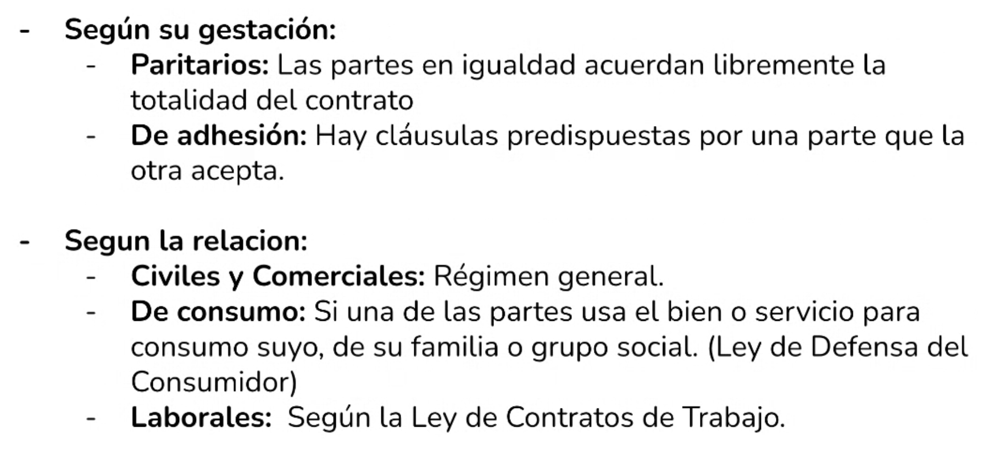 - Según su gestación:
- Paritarios: Las partes en igualdad acuerdan libremente la
totalidad del contrato
- De adhesión: Hay cláusulas predispuestas por una parte que la
otra acepta.
- Segun la relacion:
- Civiles y Comerciales: Régimen general.
- De consumo: Si una de las partes usa el bien o servicio para
consumo suyo, de su familia o grupo social. (Ley de Defensa del
Consumidor)
- Laborales: Según la Ley de Contratos de Trabajo.